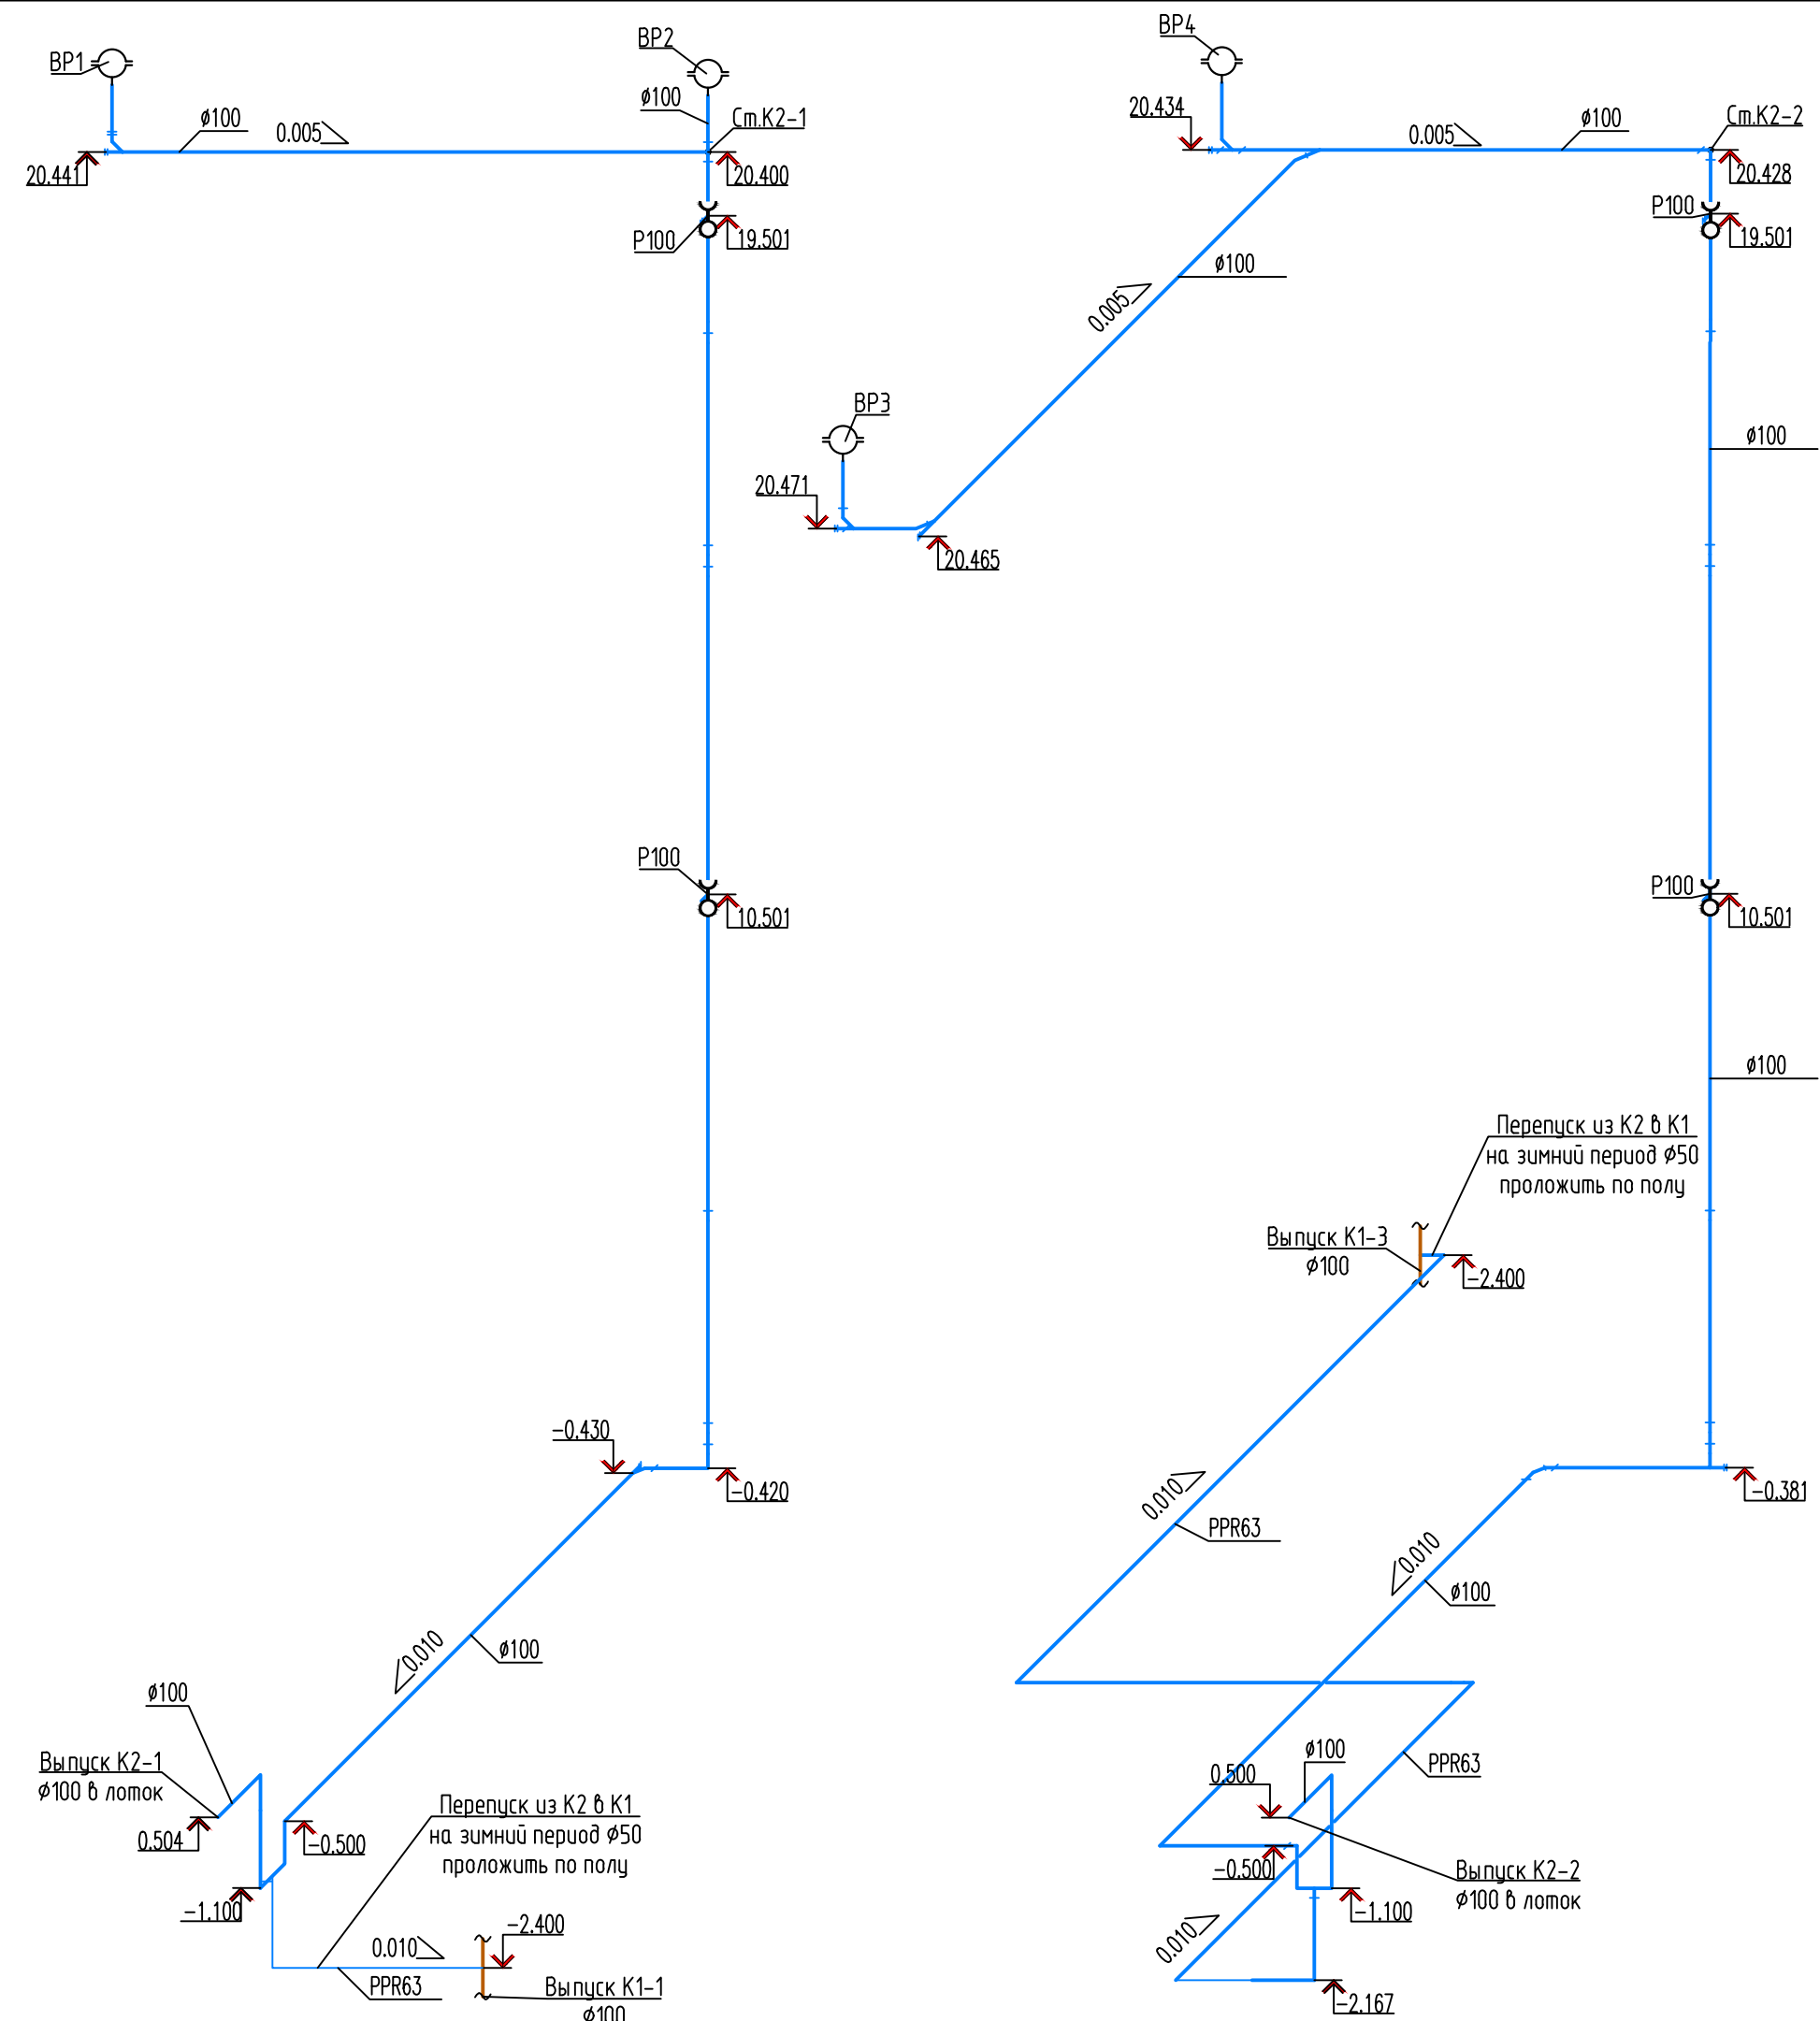 ВР1
ВР2
ВР4
ø100
0.005
ø100
Ст.К2-1
20.441
20.400
Р100
19.501
20.434
0.005
ø100
Ст.К2-2
20.428
Р100
19.501
ø100
0.005
ВР3
20.471
20.465
ø100
Р100
10.501
Р100
10.501
ø100
Перепуск из К2 в К1
на зимний период ø50
проложить по полу
Выпуск К1-3
ø100
-2.400
-0.430
-0.420
-0.381
0.010
PPR63
0.010
ø100
0.010
ø100
ø100
Выпуск К2-1
ø100 в лоток
0.504
-0.500
-1.100
Перепуск из К2 в К1
на зимний период ø50
проложить по полу
0.010
-2.400
PPR63
Выпуск К1-1
ø100
ø100
PPR63
0.500
-0.500
Выпуск К2-2
ø100 в лоток
-1.100
0.010
-2.167